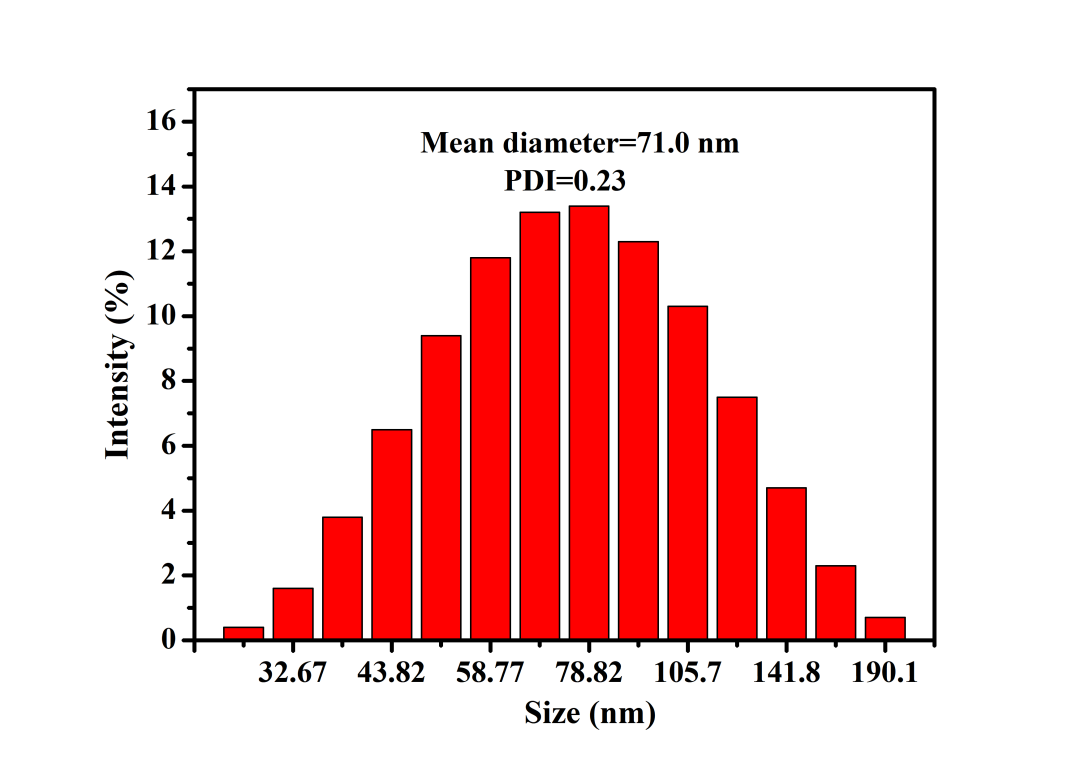 Mean diameter=71.0 nm
PDI=0.23
16
14
12
10
8
6
4
2
0
Intensity (%)
32.67 43.82 58.77 78.82 105.7 141.8 190.1
Size (nm)